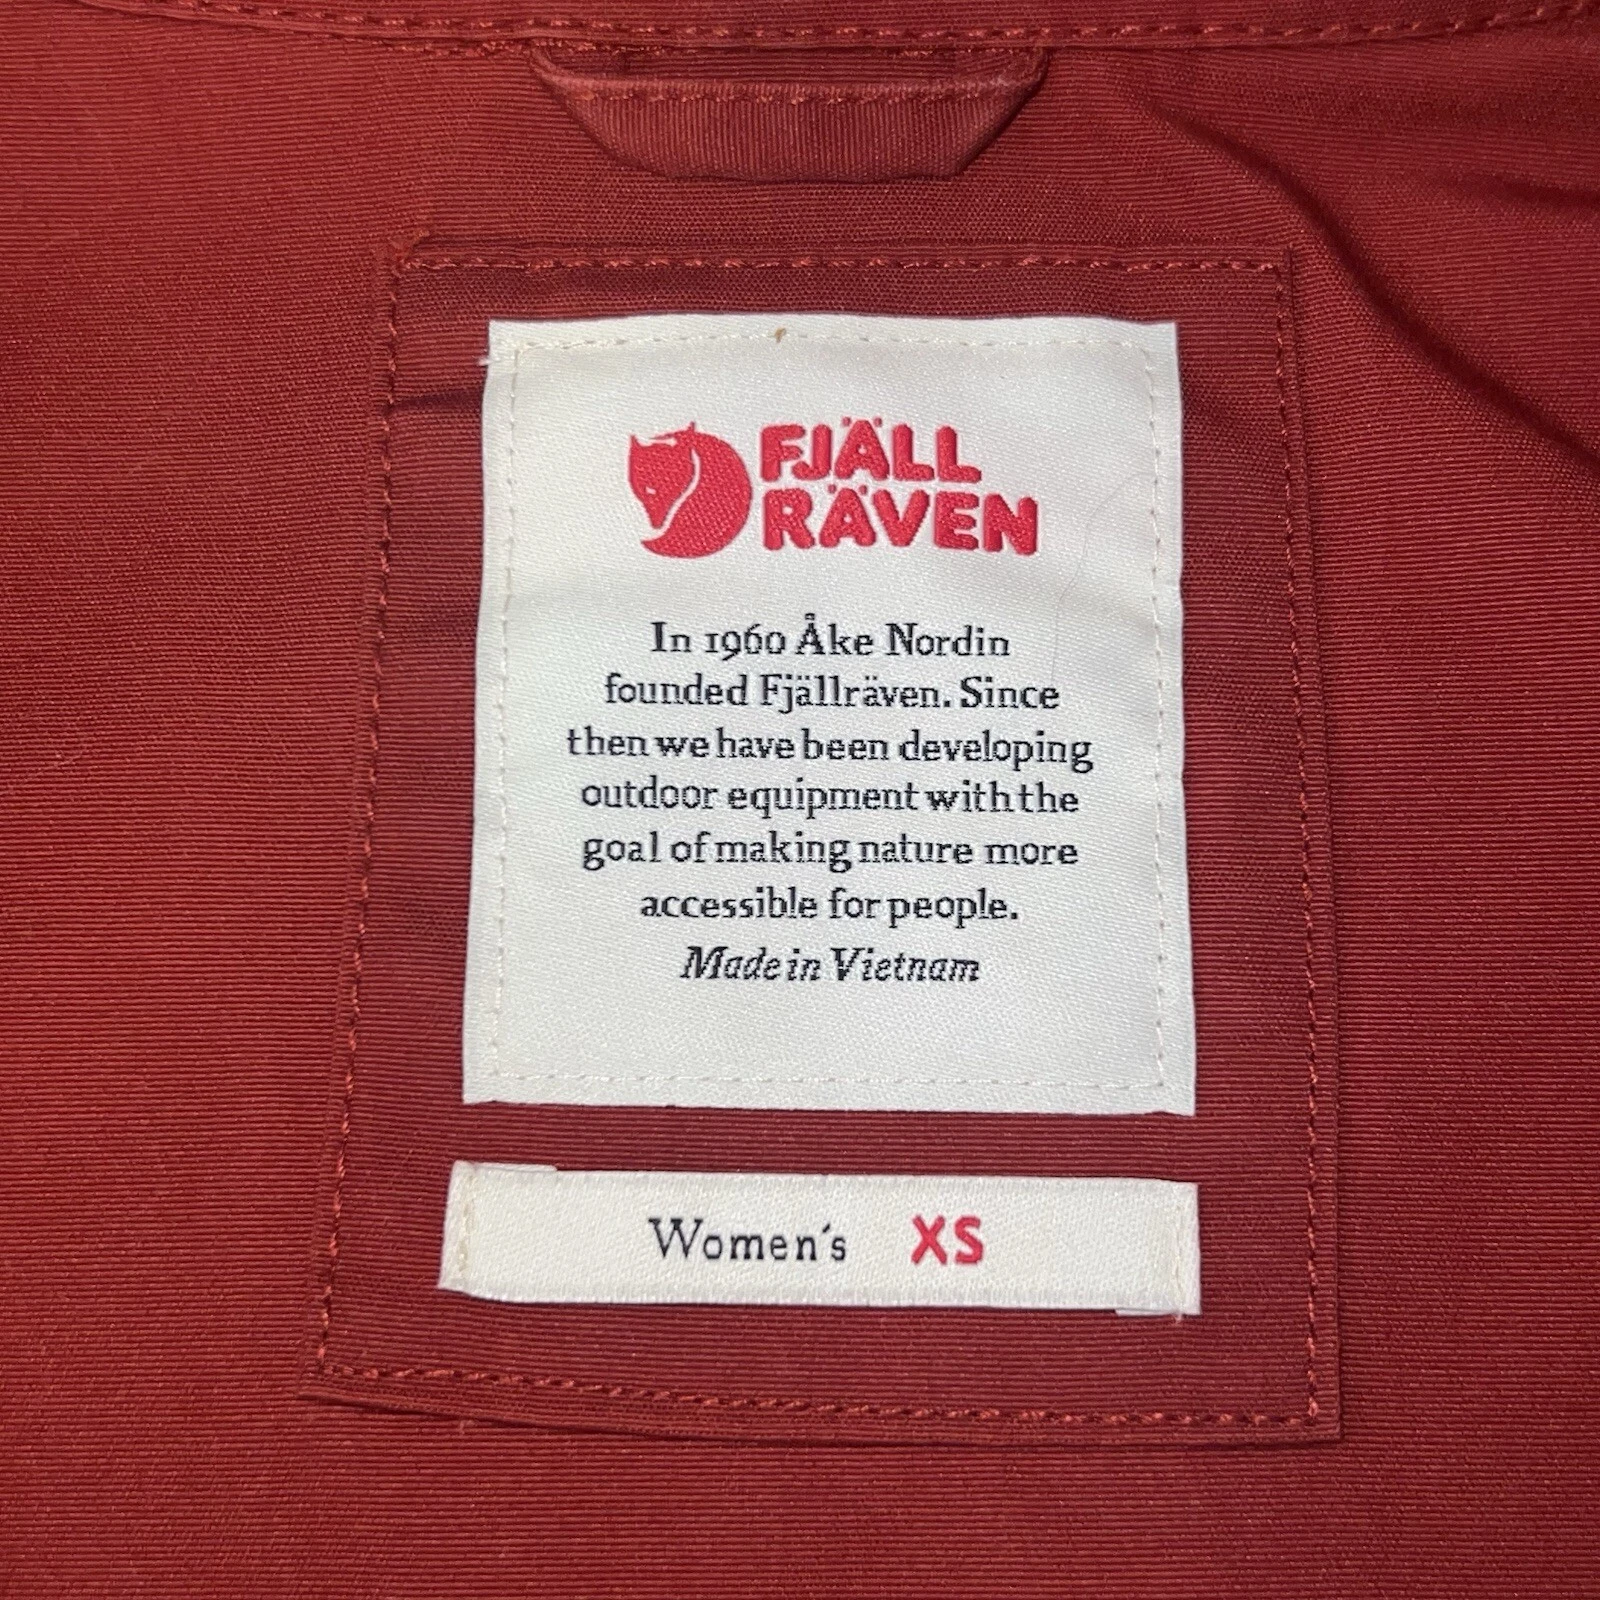 FJÄLL
RÄVEN
In 1960 Åke Nordin
founded Fjällräven. Since
then we have been developing
outdoor equipment with the
goal of making nature more
accessible for people.
Made in Vietnam
Women´s XS